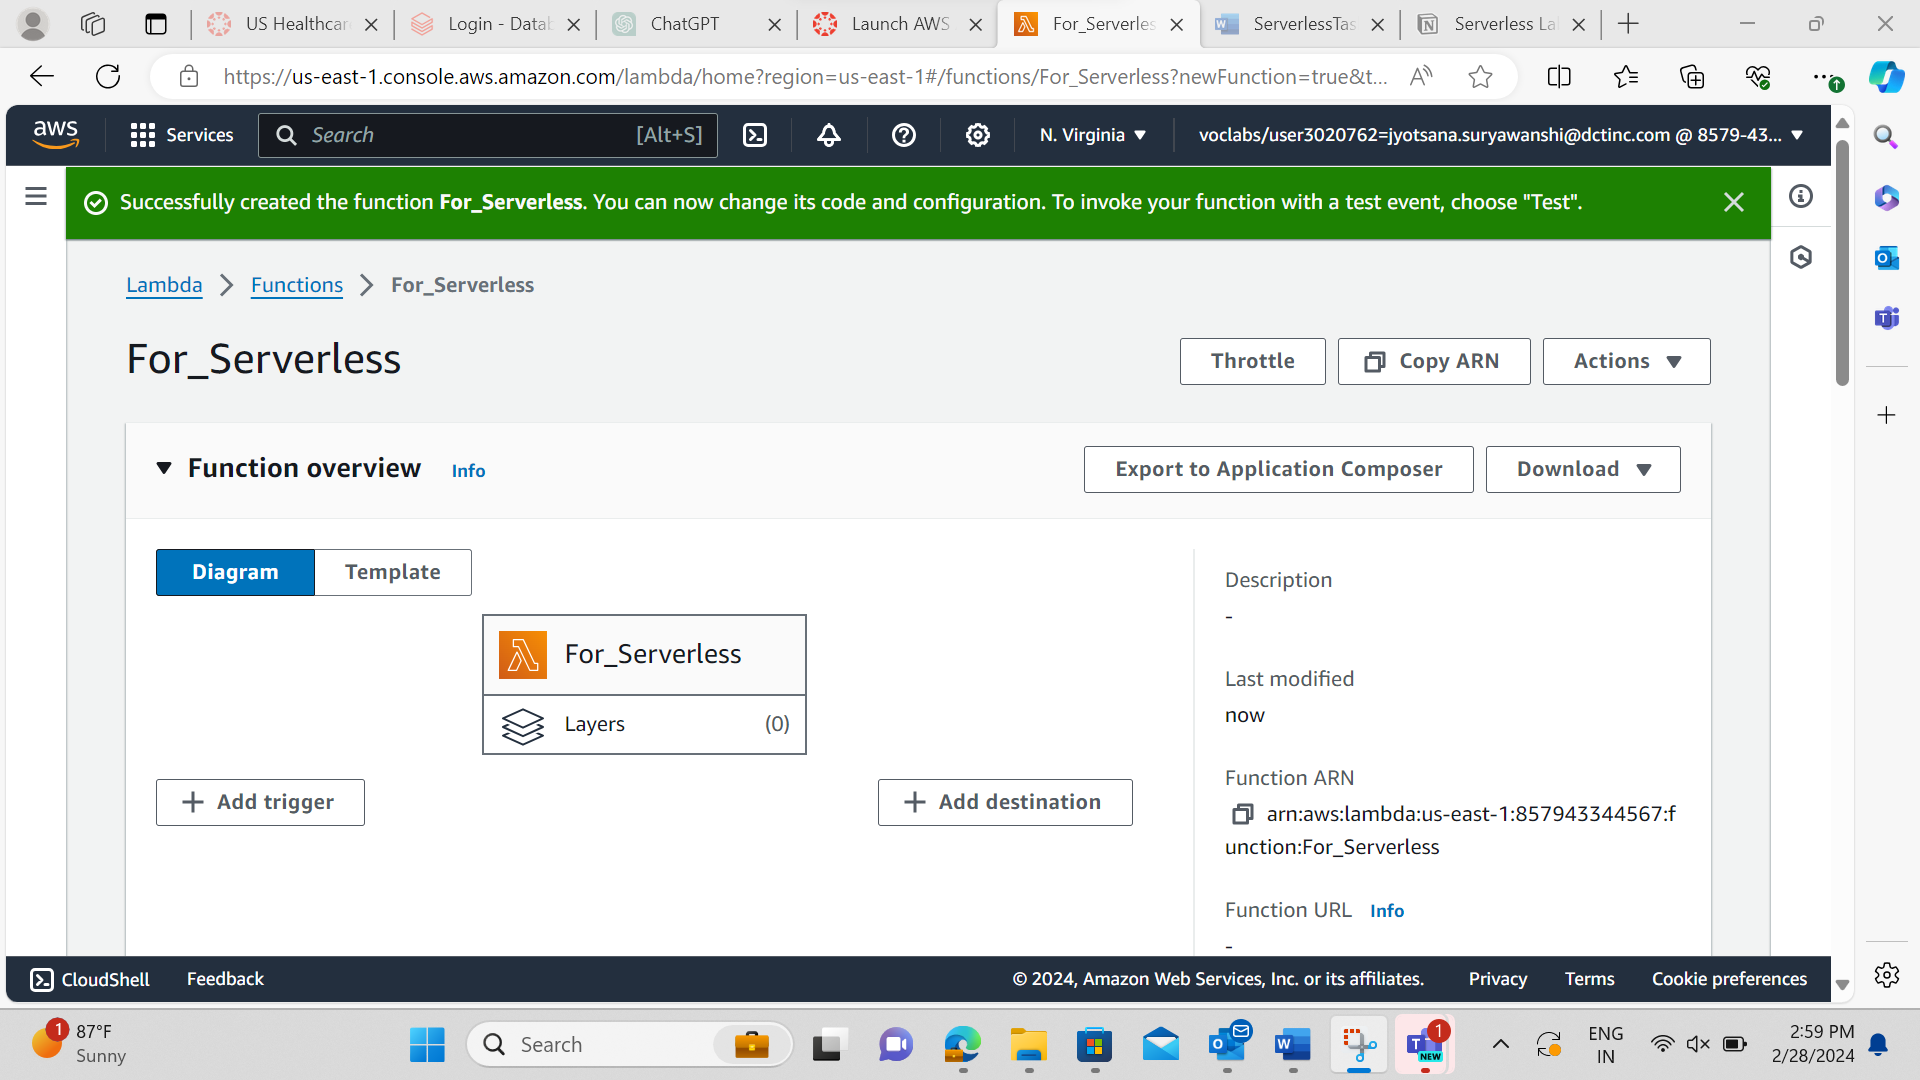 US Healthcar
Login - Datab
ChatGPT
Launch AWS
For_Serverles
ServerlessTas
Serverless La
https://us-east-1.console.aws.amazon.com/lambda/home?region=us-east-1#/functions/For_Serverless?newFunction=true&t...
aws
Services
Search
[Alt+S]
N. Virginia
voclabs/user3020762=jyotsana.suryawanshi@dctinc.com @ 8579-43...
Successfully created the function For_Serverless. You can now change its code and configuration. To invoke your function with a test event, choose "Test".
Lambda
Functions
For_Serverless
For_Serverless
Throttle
Copy ARN
Actions
Function overview
Info
Export to Application Composer
Download
Diagram
Template
For_Serverless
Layers
(0)
Add trigger
Add destination
Description
-
Last modified
now
Function ARN
arn:aws:lambda:us-east-1:857943344567:f
unction:For_Serverless
Function URL
Info
-
CloudShell
Feedback
© 2024, Amazon Web Services, Inc. or its affiliates.
Privacy
Terms
Cookie preferences
1
87°F
Sunny
Search
1
NEW
ENG
IN
2:59 PM
2/28/2024